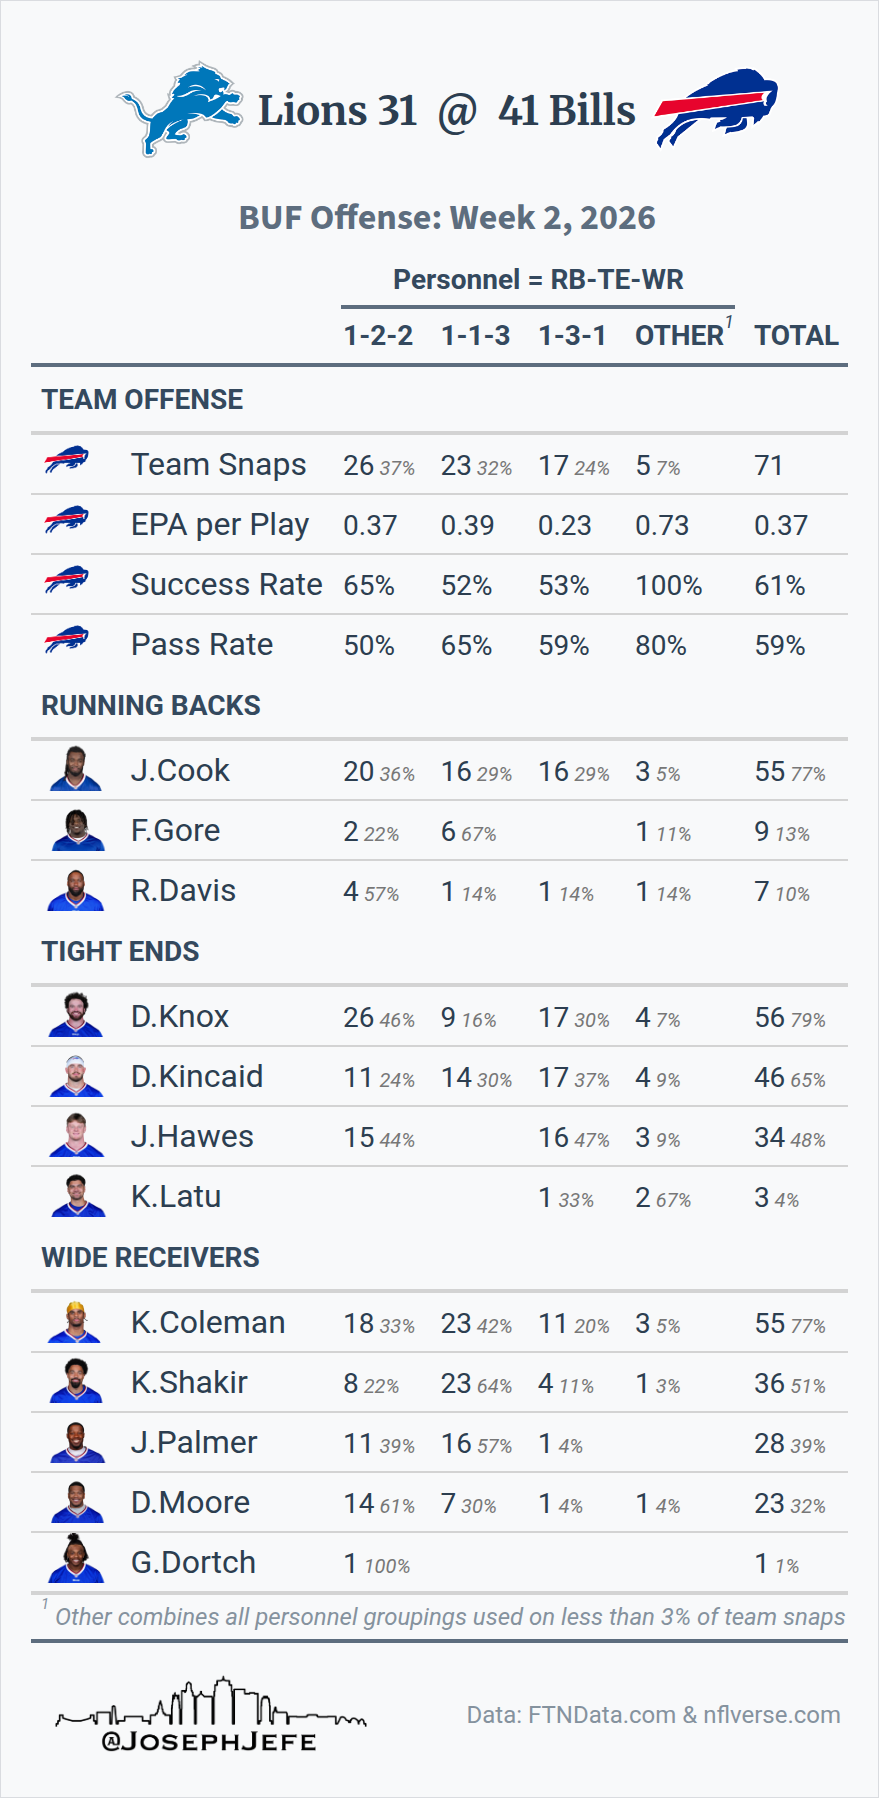 Lions 31 @ 41 Bills
BUF Offense: Week 2, 2026
Personnel = RB-TE-WR
1-2-2 1-1-3 1-3-1 OTHER1 TOTAL
TEAM OFFENSE
Team Snaps 26 37% 23 32% 17 24% 5 7% 71
EPA per Play 0.37 0.39 0.23 0.73 0.37
Success Rate 65% 52% 53% 100% 61%
Pass Rate 50% 65% 59% 80% 59%
RUNNING BACKS
J.Cook 20 36% 16 29% 16 29% 3 5% 55 77%
F.Gore 2 22% 6 67% 1 11% 9 13%
R.Davis 4 57% 1 14% 1 14% 1 14% 7 10%
TIGHT ENDS
D.Knox 26 46% 9 16% 17 30% 4 7% 56 79%
D.Kincaid 11 24% 14 30% 17 37% 4 9% 46 65%
J.Hawes 15 44% 16 47% 3 9% 34 48%
K.Latu 1 33% 2 67% 3 4%
WIDE RECEIVERS
K.Coleman 18 33% 23 42% 11 20% 3 5% 55 77%
K.Shakir 8 22% 23 64% 4 11% 1 3% 36 51%
J.Palmer 11 39% 16 57% 1 4% 28 39%
D.Moore 14 61% 7 30% 1 4% 1 4% 23 32%
G.Dortch 1 100% 1 1%
1 Other combines all personnel groupings used on less than 3% of team snaps
@JosephJefe
Data: FTNData.com & nflverse.com